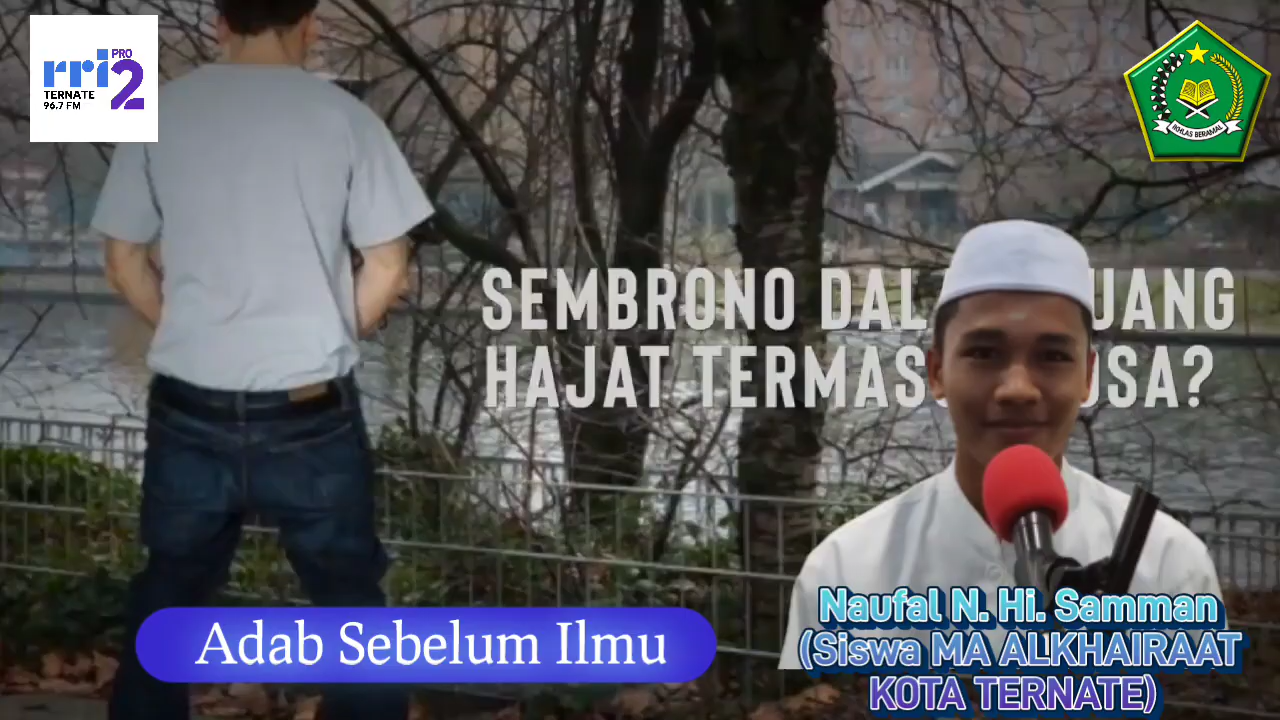 rri PRO 2
TERNATE
96.7 FM
IKHLAS BERAMAL
SEMBRONO DAL UANG
HAJAT TERMAS USA?
Adab Sebelum Ilmu
Naufal N. Hi. Samman
(Siswa MA ALKHAIRAAT
KOTA TERNATE)